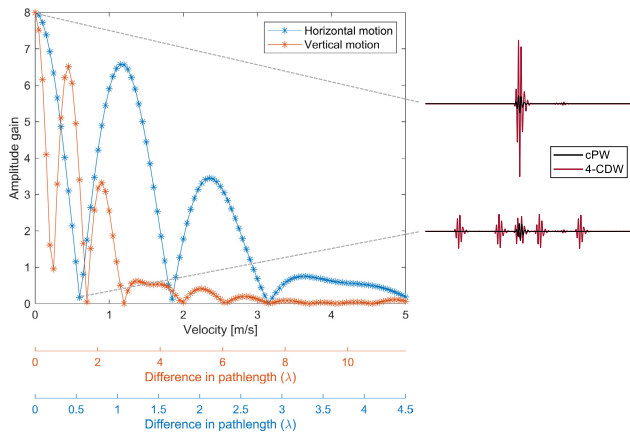 8
7
6
5
4
3
2
1
0
Amplitude gain
Horizontal motion
Vertical motion
0 1 2 3 4 5
Velocity [m/s]
0 2 4 6 8 10
Difference in pathlength (λ)
0 0.5 1 1.5 2 2.5 3 3.5 4 4.5
Difference in pathlength (λ)
cPW
4-CDW